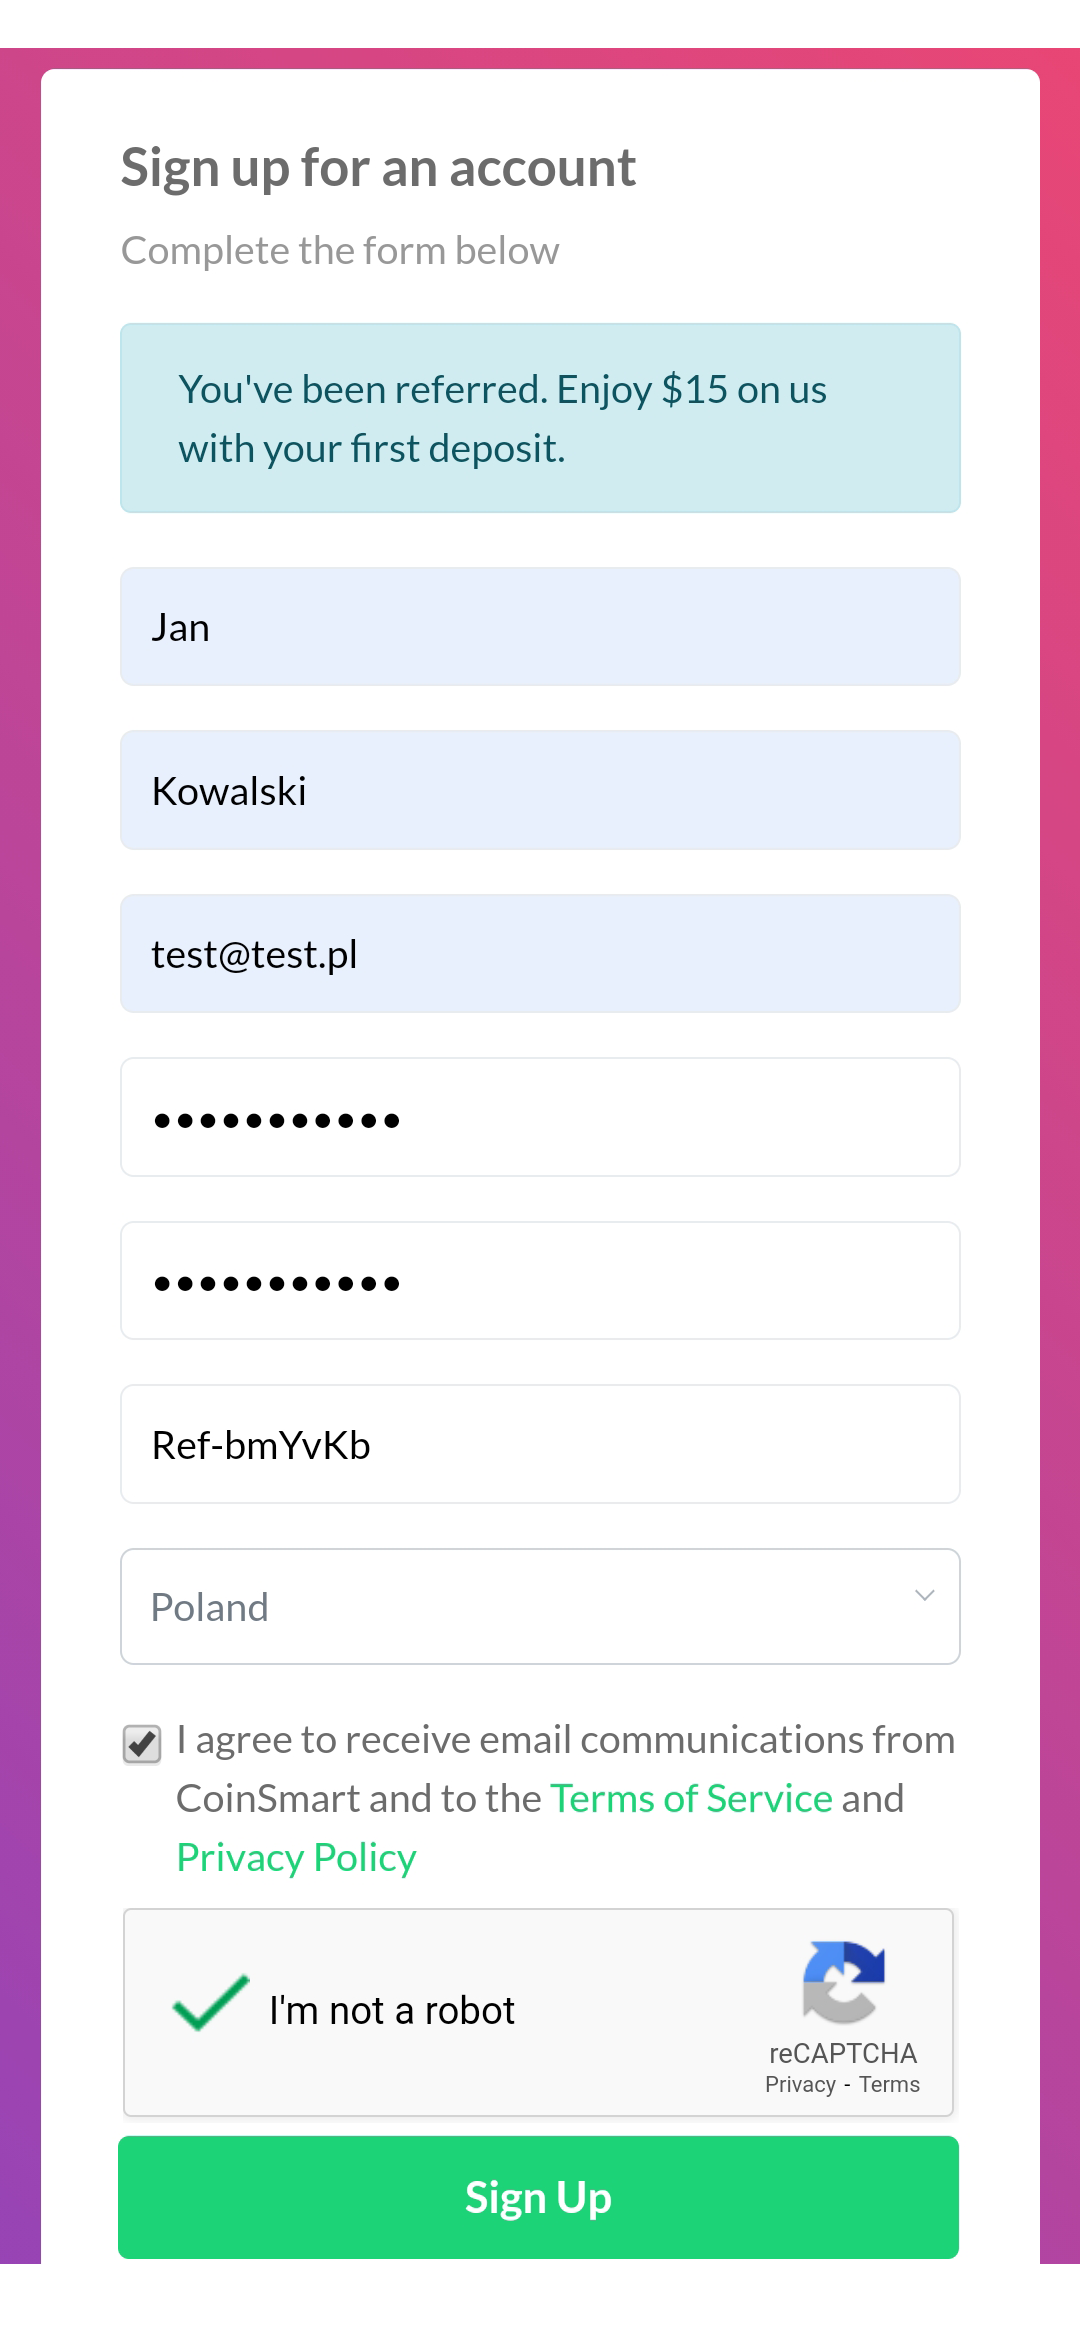 Sign up for an account
Complete the form below
You've been referred. Enjoy $15 on us
with your first deposit.
Jan
Kowalski
test@test.pl
•••••••••••
•••••••••••
Ref-bmYvKb
Poland
I agree to receive email communications from
CoinSmart and to the Terms of Service and
Privacy Policy
I'm not a robot
reCAPTCHA
Privacy - Terms
Sign Up